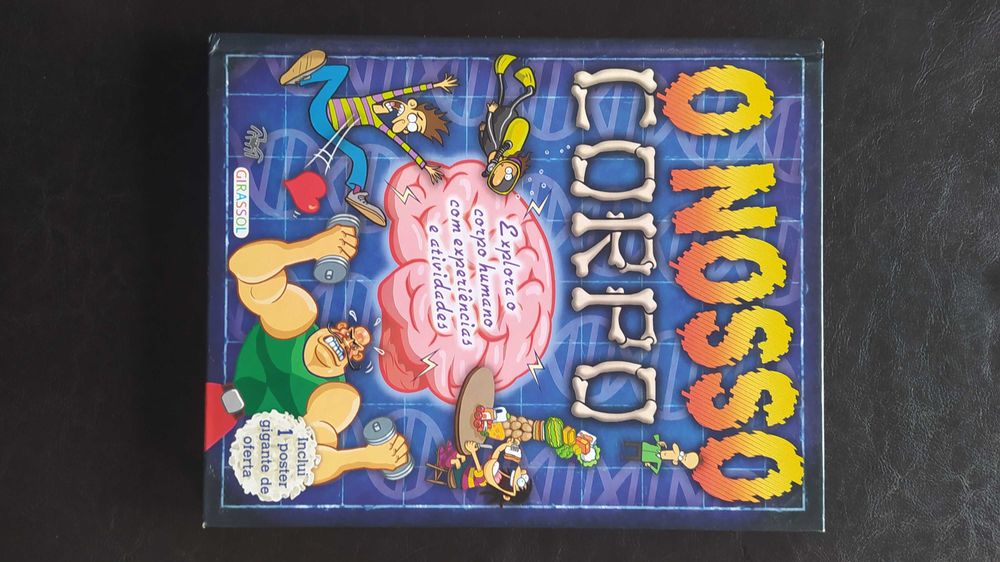 O NOSSO
CORPO
Explora o
corpo humano
com experiências
e atividades
GIRASSOL
inclui
1 poster
gigante de
oferta